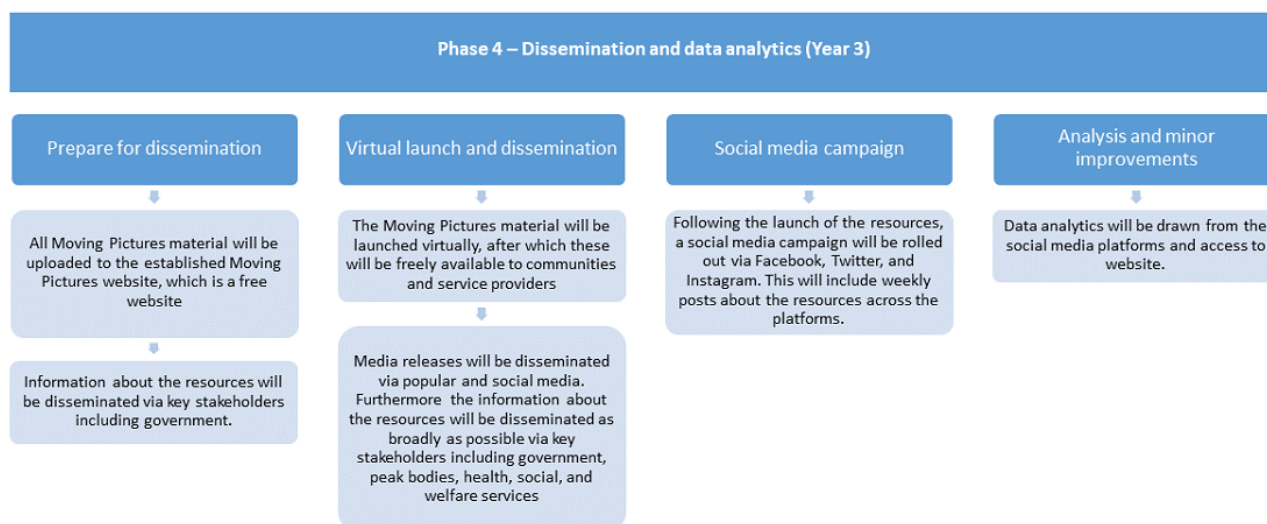 Phase 4 – Dissemination and data analytics (Year 3)
Prepare for dissemination
All Moving Pictures material will be
uploaded to the established Moving
Pictures website, which is a free
website
Information about the resources will
be disseminated via key stakeholders
including government.
Virtual launch and dissemination
The Moving Pictures material will be
launched virtually, after which these
will be freely available to communities
and service providers
Media releases will be disseminated
via popular and social media.
Furthermore the information about
the resources will be disseminated as
broadly as possible via key
stakeholders including government,
peak bodies, health, social, and
welfare services
Social media campaign
Following the launch of the resources,
a social media campaign will be rolled
out via Facebook, Twitter, and
Instagram. This will include weekly
posts about the resources across the
platforms.
Analysis and minor
improvements
Data analytics will be drawn from the
social media platforms and access to
website.